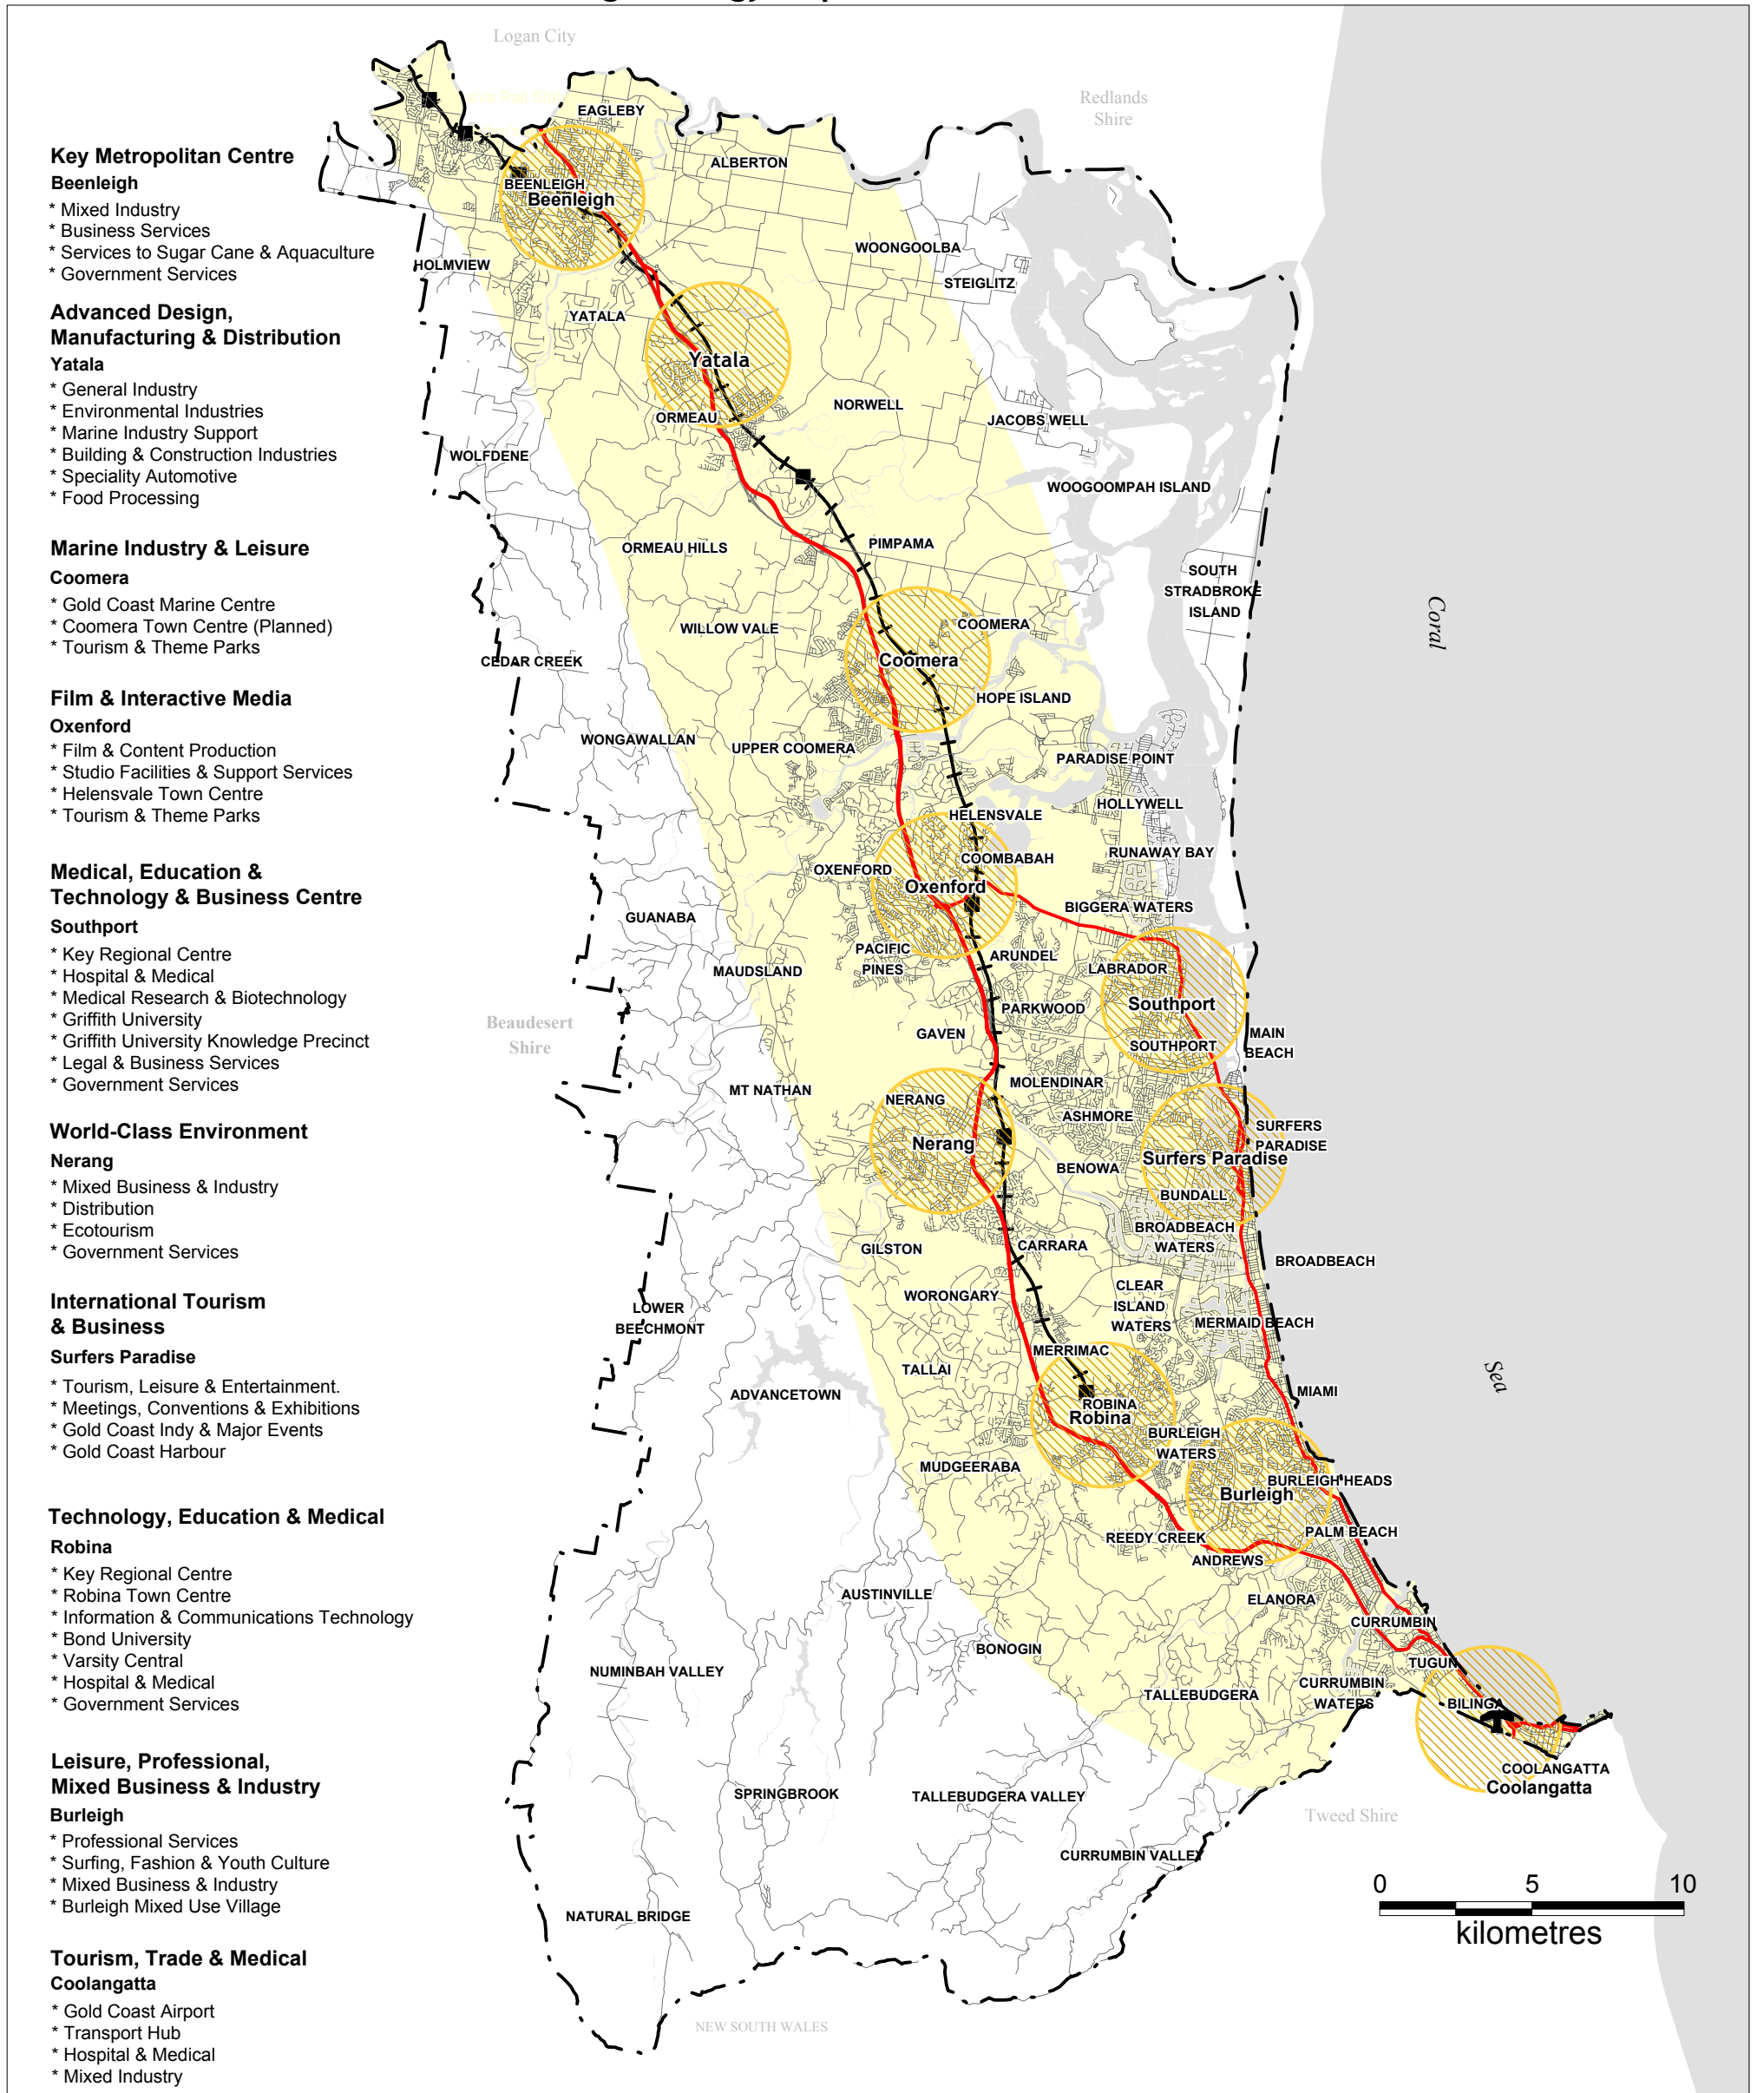 Logan City
Redlands
Shire
Key Metropolitan Centre
Beenleigh
* Mixed Industry
* Business Services
* Services to Sugar Cane & Aquaculture
* Government Services
Advanced Design,
Manufacturing & Distribution
Yatala
* General Industry
* Environmental Industries
* Marine Industry Support
* Building & Construction Industries
* Speciality Automotive
* Food Processing
Marine Industry & Leisure
Coomera
* Gold Coast Marine Centre
* Coomera Town Centre (Planned)
* Tourism & Theme Parks
Film & Interactive Media
Oxenford
* Film & Content Production
* Studio Facilities & Support Services
* Helensvale Town Centre
* Tourism & Theme Parks
Medical, Education &
Technology & Business Centre
Southport
* Key Regional Centre
* Hospital & Medical
* Medical Research & Biotechnology
* Griffith University
* Griffith University Knowledge Precinct
* Legal & Business Services
* Government Services
World-Class Environment
Nerang
* Mixed Business & Industry
* Distribution
* Ecotourism
* Government Services
International Tourism
& Business
Surfers Paradise
* Tourism, Leisure & Entertainment.
* Meetings, Conventions & Exhibitions
* Gold Coast Indy & Major Events
* Gold Coast Harbour
Technology, Education & Medical
Robina
* Key Regional Centre
* Robina Town Centre
* Information & Communications Technology
* Bond University
* Varsity Central
* Hospital & Medical
* Government Services
Leisure, Professional,
Mixed Business & Industry
Burleigh
* Professional Services
* Surfing, Fashion & Youth Culture
* Mixed Business & Industry
* Burleigh Mixed Use Village
Tourism, Trade & Medical
Coolangatta
* Gold Coast Airport
* Transport Hub
* Hospital & Medical
* Mixed Industry
EAGLEBY
ALBERTON
BEENLEIGH
Beenleigh
WOONGOOLBA
HOLMVIEW
STEIGLITZ
YATALA
Yatala
NORWELL
ORMEAU
JACOBS WELL
WOLFDENE
WOOGOOMPAH ISLAND
ORMEAU HILLS
PIMPAMA
SOUTH
STRADBROKE
ISLAND
Coral
WILLOW VALE
COOMERA
CEDAR CREEK
Coomera
HOPE ISLAND
WONGAWALLAN
UPPER COOMERA
PARADISE POINT
HOLLYWELL
HELENSVALE
RUNAWAY BAY
COOMBABAH
OXENFORD
Oxenford
BIGGERA WATERS
GUANABA
PACIFIC
PINES
ARUNDEL
LABRADOR
MAUDSLAND
Southport
PARKWOOD
Beaudesert
Shire
GAVEN
SOUTHPORT
MAIN
BEACH
MT NATHAN
MOLENDINAR
NERANG
ASHMORE
SURFERS
PARADISE
Nerang
Surfers Paradise
BENOWA
BUNDALL
BROADBEACH
WATERS
GILSTON
CARRARA
BROADBEACH
CLEAR
ISLAND
WATERS
WORONGARY
LOWER
BEECHMONT
MERMAID BEACH
MERRIMAC
TALLAI
Sea
ADVANCETOWN
MIAMI
ROBINA
Robina
BURLEIGH
WATERS
MUDGEERABA
BURLEIGH HEADS
Burleigh
REEDY CREEK
PALM BEACH
ANDREWS
AUSTINVILLE
ELANORA
CURRUMBIN
BONOGIN
TUGUN
NUMINBAH VALLEY
CURRUMBIN
WATERS
TALLEBUDGERA
BILINGA
COOLANGATTA
Coolangatta
SPRINGBROOK
TALLEBUDGERA VALLEY
Tweed Shire
CURRUMBIN VALLEY
0 5 10
kilometres
NATURAL BRIDGE
NEW SOUTH WALES